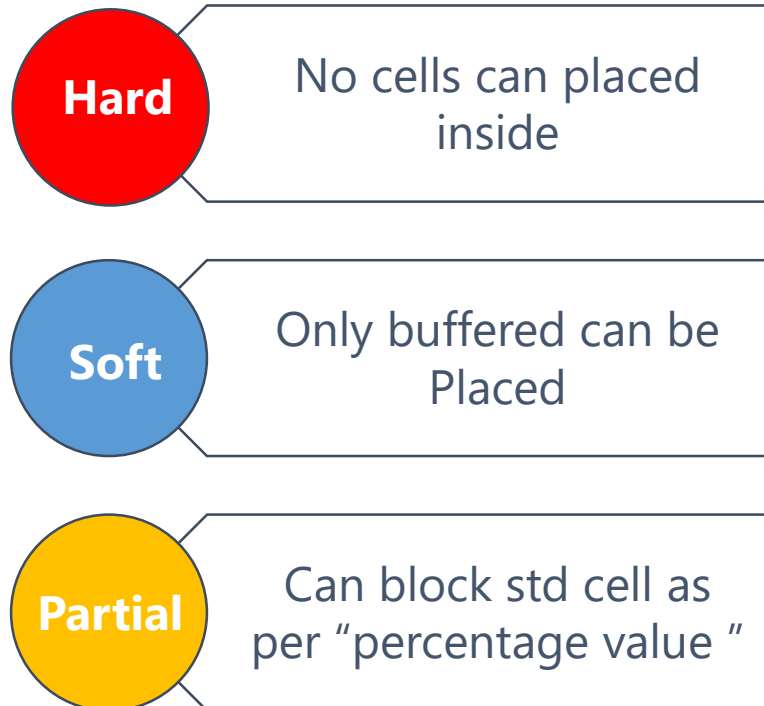 Hard
No cells can placed
inside
Soft
Only buffered can be
Placed
Partial
Can block std cell as
per “percentage value ”